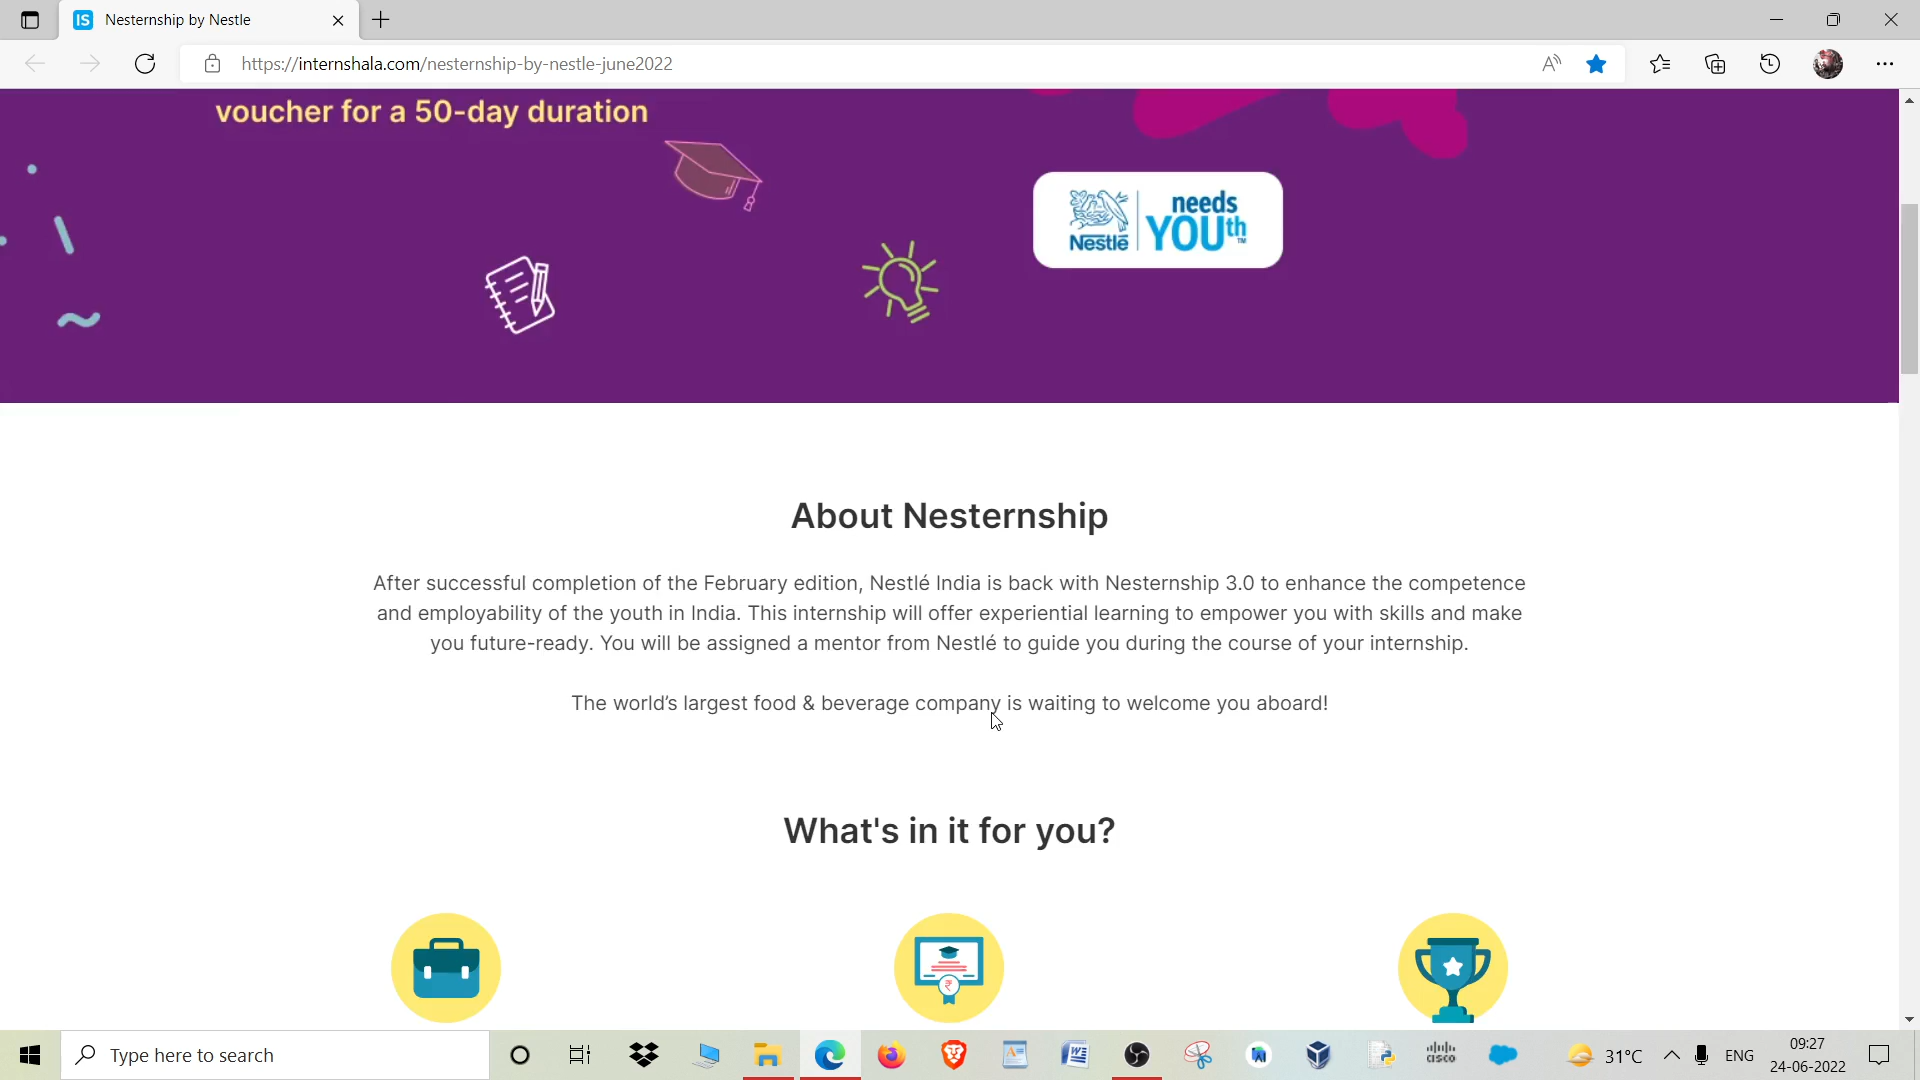 IS Nesternship by Nestle
https://internshala.com/nesternship-by-nestle-june2022
voucher for a 50-day duration
Nestlé needs YOUth™
About Nesternship
After successful completion of the February edition, Nestlé India is back with Nesternship 3.0 to enhance the competence
and employability of the youth in India. This internship will offer experiential learning to empower you with skills and make
you future-ready. You will be assigned a mentor from Nestlé to guide you during the course of your internship.
The world’s largest food & beverage company is waiting to welcome you aboard!
What's in it for you?
₹
Type here to search
W
cisco
31°C
ENG
09:27
24-06-2022